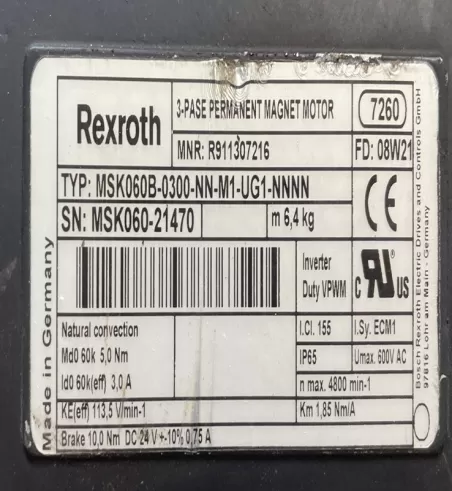 Rexroth
3-PASE PERMANENT MAGNET MOTOR
7260
MNR: R911307216
FD: 08W21
TYP: MSK060B-0300-NN-M1-UG1-NNNN
SN: MSK060-21470
m 6,4 kg
CE
Inverter
Duty VPWM
C RU US
Natural convection
Md0 60k 5,0 Nm
Id0 60k(eff) 3,0 A
I.Cl. 155
I.Sy. ECM1
IP65
Umax. 600V AC
n max. 4800 min-1
KE(eff) 113,5 V/min-1
Km 1,85 Nm/A
Brake 10,0 Nm DC 24 V +-10% 0,75 A
Made in Germany
Bosch Rexroth Electric Drives and Controls GmbH
97816 Lohr am Main - Germany